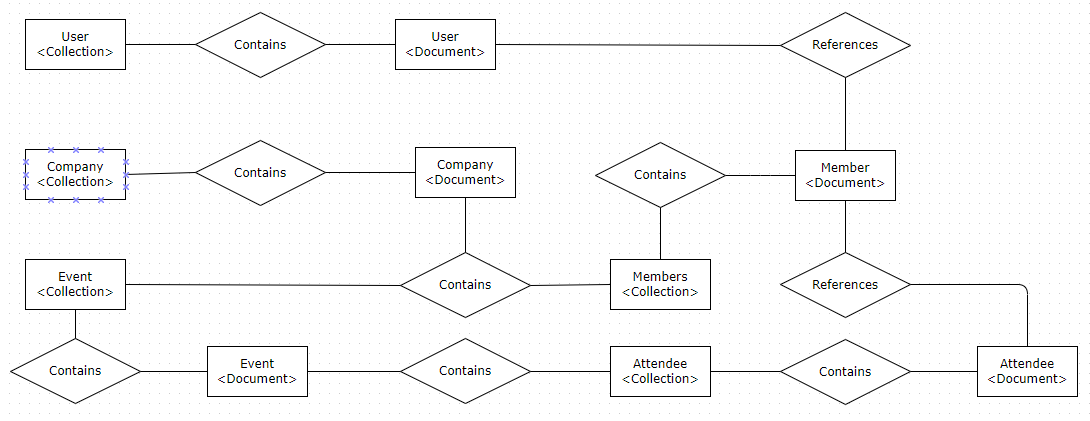 User
<Collection>
Contains
User
<Document>
References
Company
<Collection>
Contains
Company
<Document>
Contains
Member
<Document>
Event
<Collection>
Contains
Members
<Collection>
References
Contains
Event
<Document>
Contains
Attendee
<Collection>
Contains
Attendee
<Document>